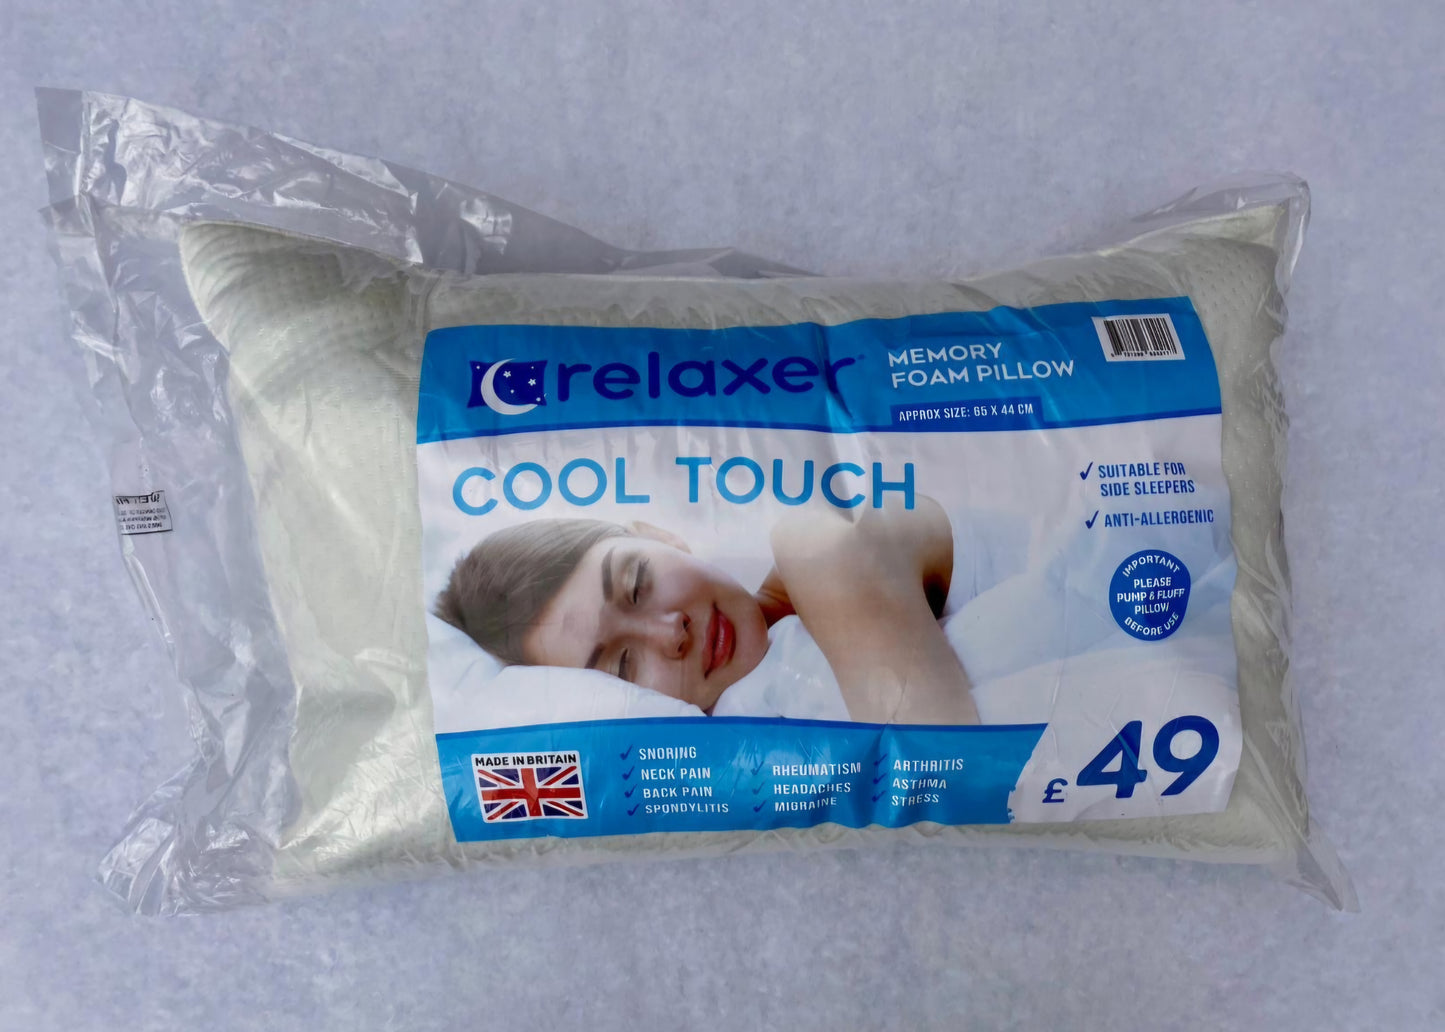 relaxer
MEMORY
FOAM PILLOW
APPROX SIZE: 65 X 44 CM
COOL TOUCH
SUITABLE FOR
SIDE SLEEPERS
ANTI-ALLERGENIC
IMPORTANT
PLEASE
PUMP & FLUFF
PILLOW
BEFORE USE
MADE IN BRITAIN
SNORING
NECK PAIN
BACK PAIN
SPONDYLITIS
RHEUMATISM
HEADACHES
MIGRAINE
ARTHRITIS
ASTHMA
STRESS
£49